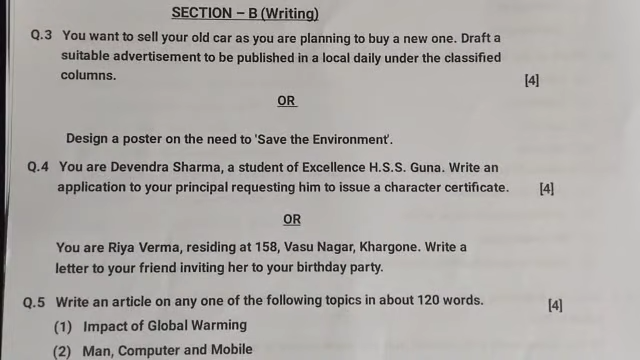 SECTION – B (Writing)
Q.3 You want to sell your old car as you are planning to buy a new one. Draft a
suitable advertisement to be published in a local daily under the classified
columns. [4]
OR
Design a poster on the need to 'Save the Environment'.
Q.4 You are Devendra Sharma, a student of Excellence H.S.S. Guna. Write an
application to your principal requesting him to issue a character certificate. [4]
OR
You are Riya Verma, residing at 158, Vasu Nagar, Khargone. Write a
letter to your friend inviting her to your birthday party.
Q.5 Write an article on any one of the following topics in about 120 words. [4]
(1) Impact of Global Warming
(2) Man, Computer and Mobile